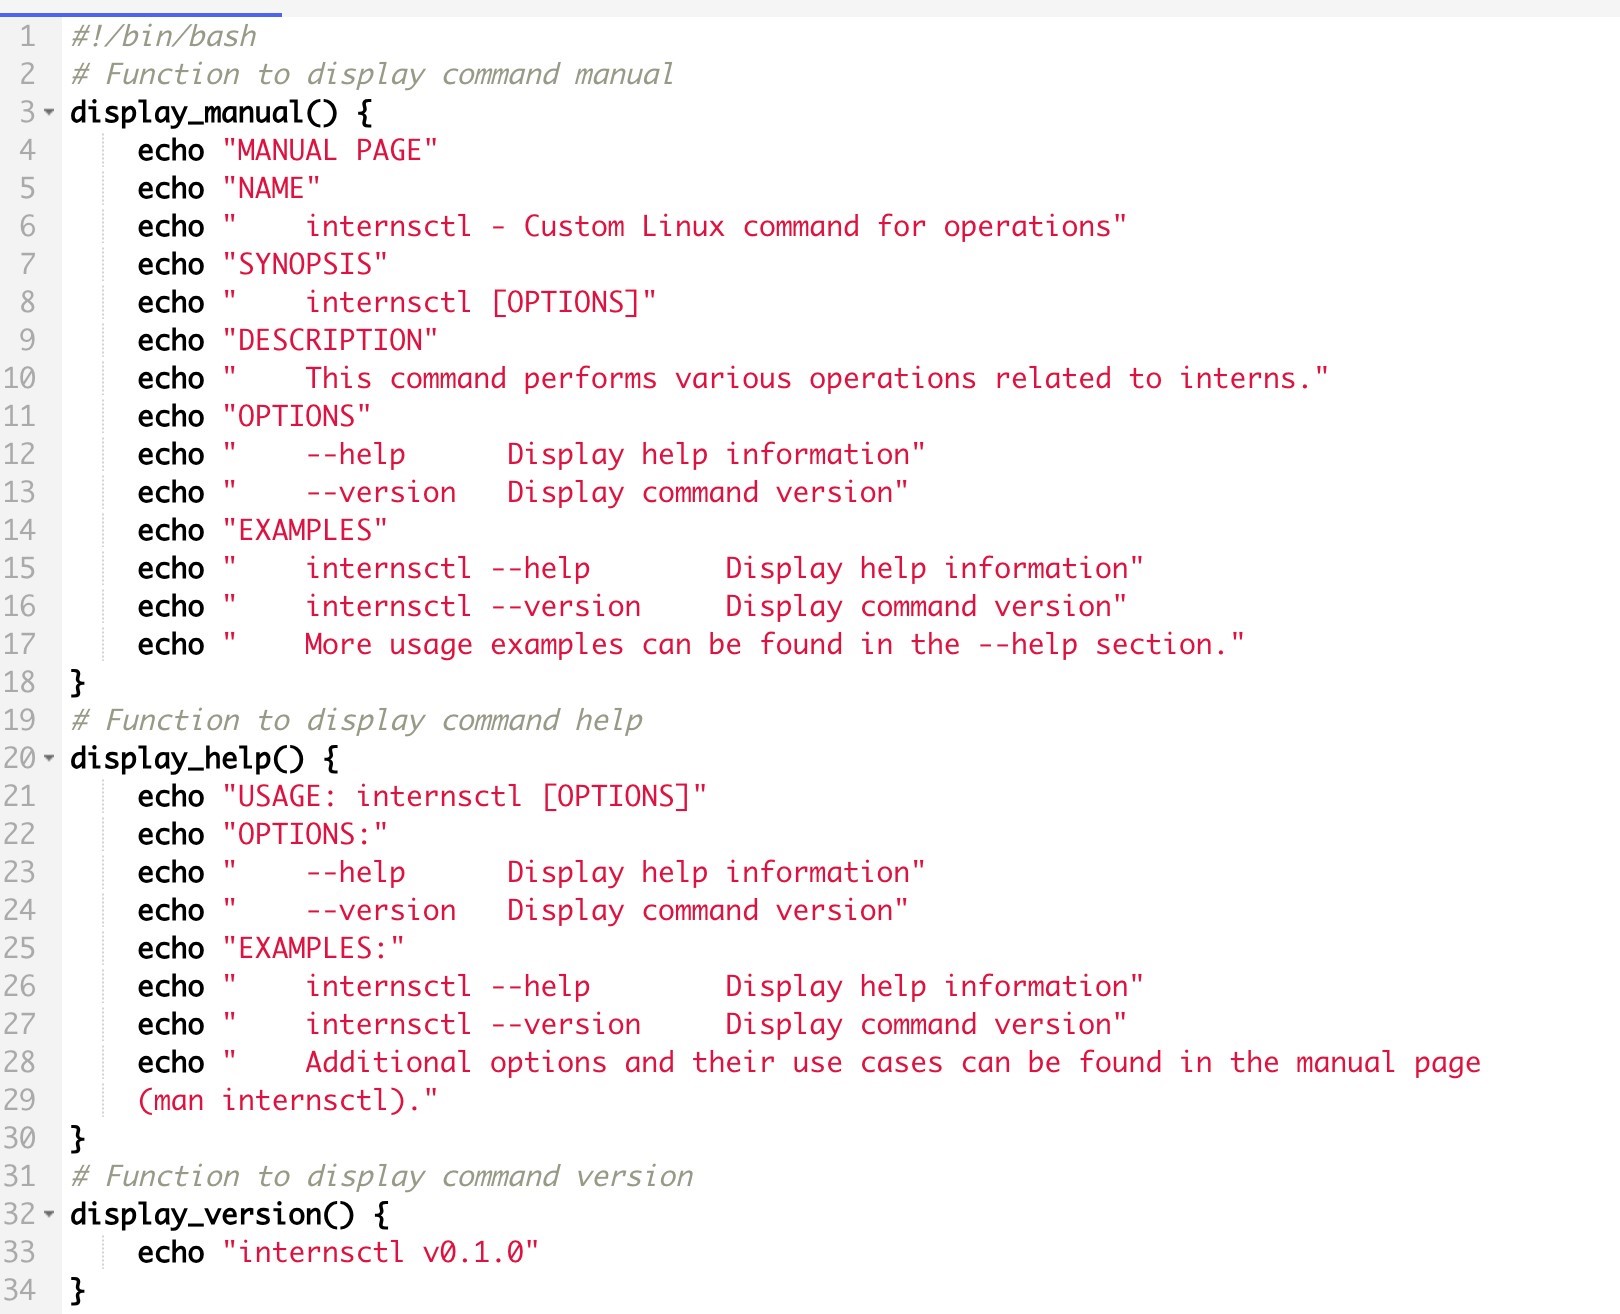 1 #!/bin/bash
2 # Function to display command manual
3 display_manual() {
4     echo "MANUAL PAGE"
5     echo "NAME"
6     echo "    internsctl - Custom Linux command for operations"
7     echo "SYNOPSIS"
8     echo "    internsctl [OPTIONS]"
9     echo "DESCRIPTION"
10     echo "    This command performs various operations related to interns."
11     echo "OPTIONS"
12     echo "    --help      Display help information"
13     echo "    --version   Display command version"
14     echo "EXAMPLES"
15     echo "    internsctl --help        Display help information"
16     echo "    internsctl --version     Display command version"
17     echo "    More usage examples can be found in the --help section."
18 }
19 # Function to display command help
20 display_help() {
21     echo "USAGE: internsctl [OPTIONS]"
22     echo "OPTIONS:"
23     echo "    --help      Display help information"
24     echo "    --version   Display command version"
25     echo "EXAMPLES:"
26     echo "    internsctl --help        Display help information"
27     echo "    internsctl --version     Display command version"
28     echo "    Additional options and their use cases can be found in the manual page
29     (man internsctl)."
30 }
31 # Function to display command version
32 display_version() {
33     echo "internsctl v0.1.0"
34 }